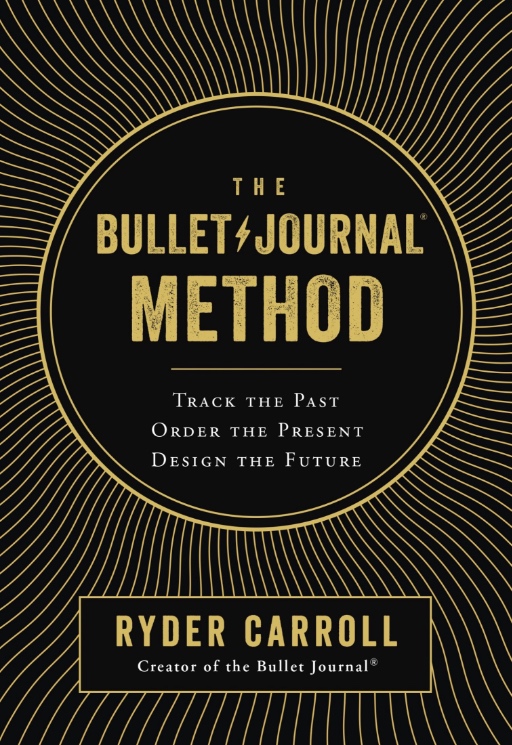 THE
BULLET⚡JOURNAL®
METHOD
TRACK THE PAST
ORDER THE PRESENT
DESIGN THE FUTURE
RYDER CARROLL
Creator of the Bullet Journal®